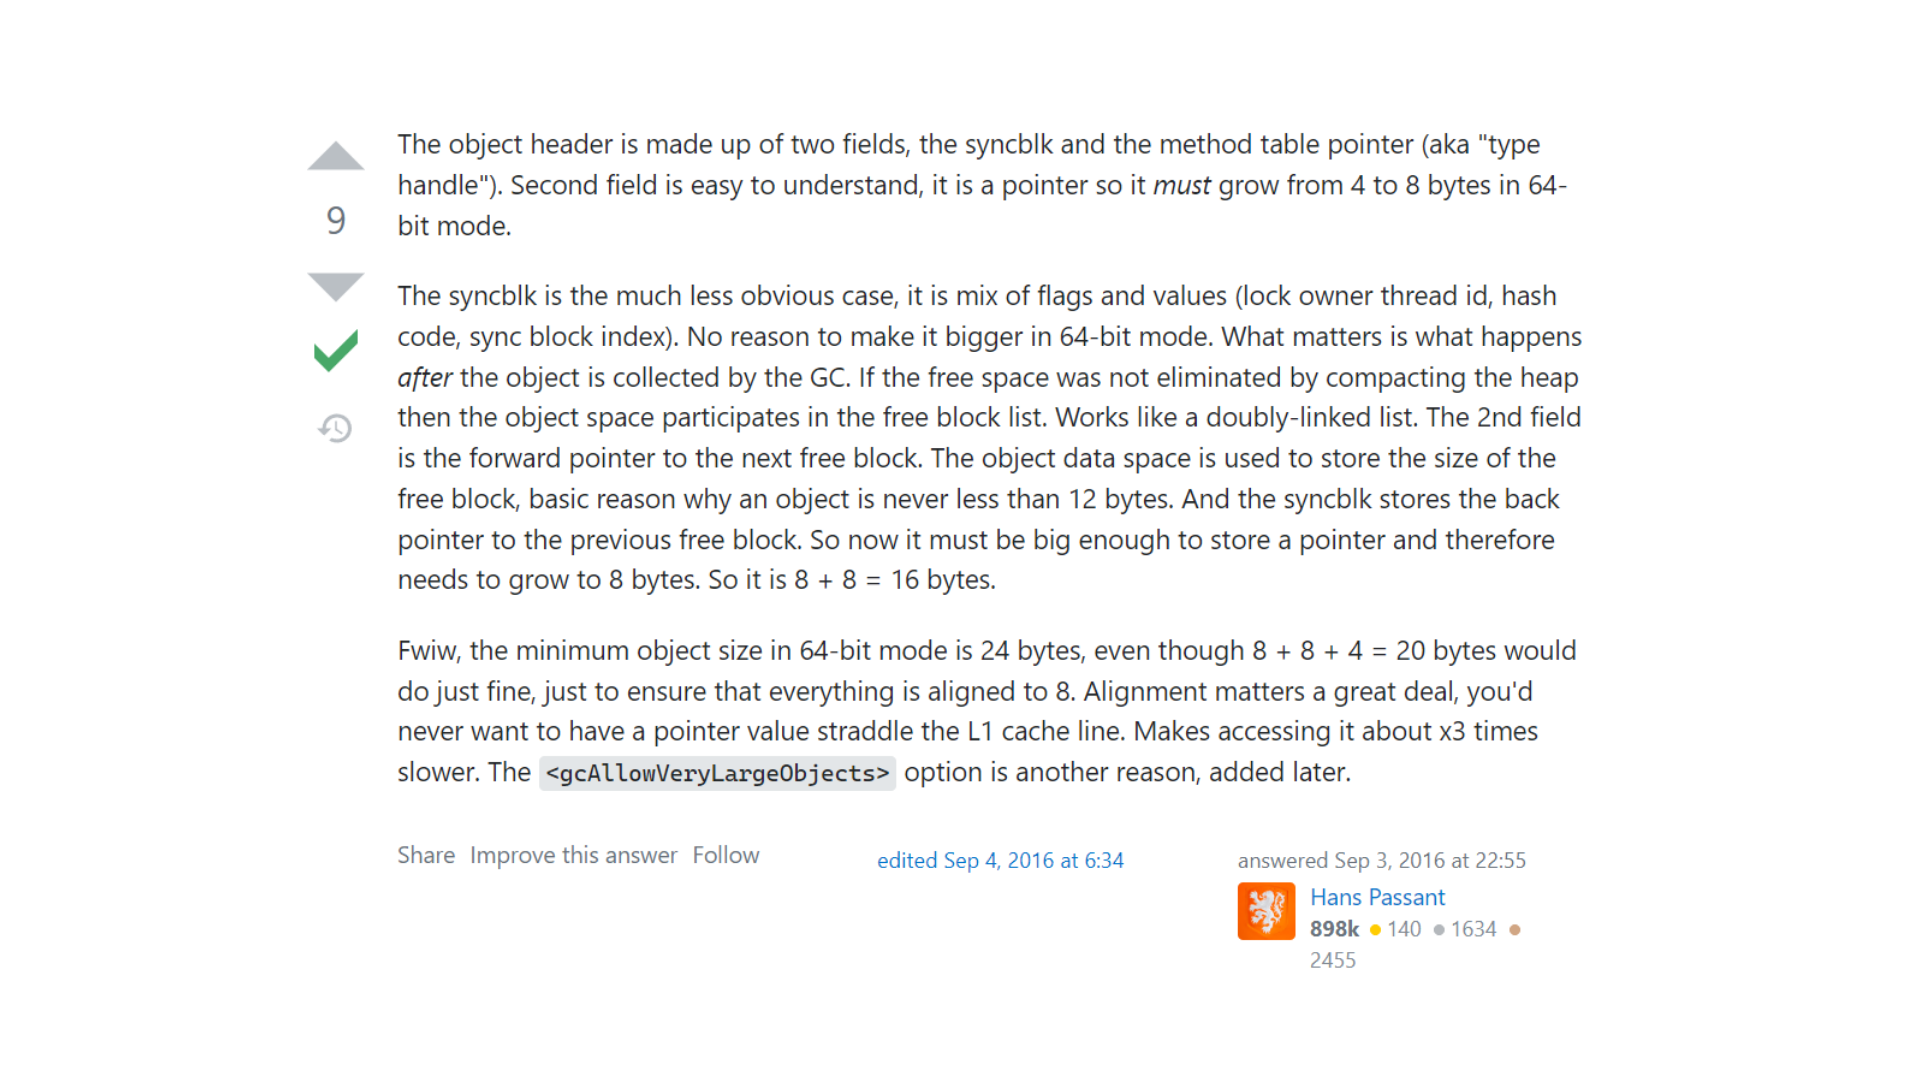 The object header is made up of two fields, the syncblk and the method table pointer (aka "type
handle"). Second field is easy to understand, it is a pointer so it must grow from 4 to 8 bytes in 64-
bit mode.
9
The syncblk is the much less obvious case, it is mix of flags and values (lock owner thread id, hash
code, sync block index). No reason to make it bigger in 64-bit mode. What matters is what happens
after the object is collected by the GC. If the free space was not eliminated by compacting the heap
then the object space participates in the free block list. Works like a doubly-linked list. The 2nd field
is the forward pointer to the next free block. The object data space is used to store the size of the
free block, basic reason why an object is never less than 12 bytes. And the syncblk stores the back
pointer to the previous free block. So now it must be big enough to store a pointer and therefore
needs to grow to 8 bytes. So it is 8 + 8 = 16 bytes.
Fwiw, the minimum object size in 64-bit mode is 24 bytes, even though 8 + 8 + 4 = 20 bytes would
do just fine, just to ensure that everything is aligned to 8. Alignment matters a great deal, you'd
never want to have a pointer value straddle the L1 cache line. Makes accessing it about x3 times
slower. The <gcAllowVeryLargeObjects> option is another reason, added later.
Share Improve this answer Follow
edited Sep 4, 2016 at 6:34
answered Sep 3, 2016 at 22:55
Hans Passant
898k 140 1634
2455